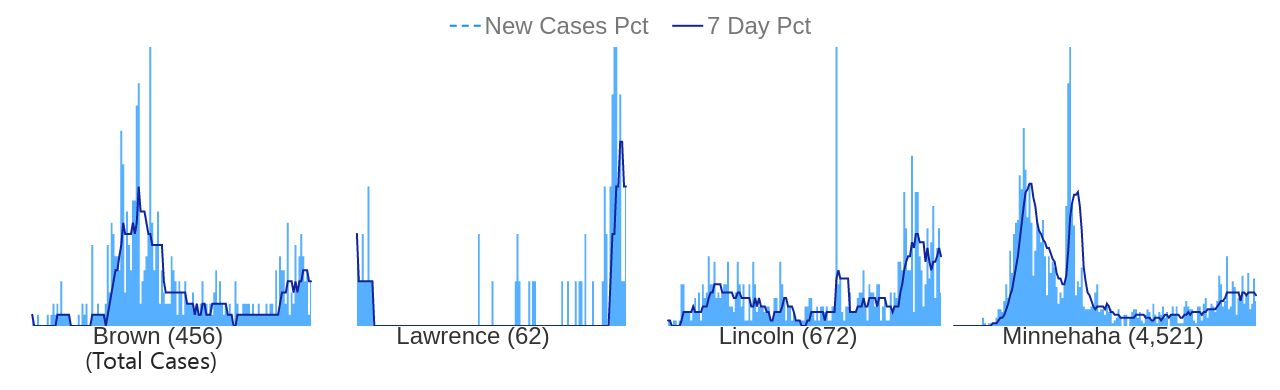 New Cases Pct 7 Day Pct
Brown (456) Lawrence (62) Lincoln (672) Minnehaha (4,521)
(Total Cases)